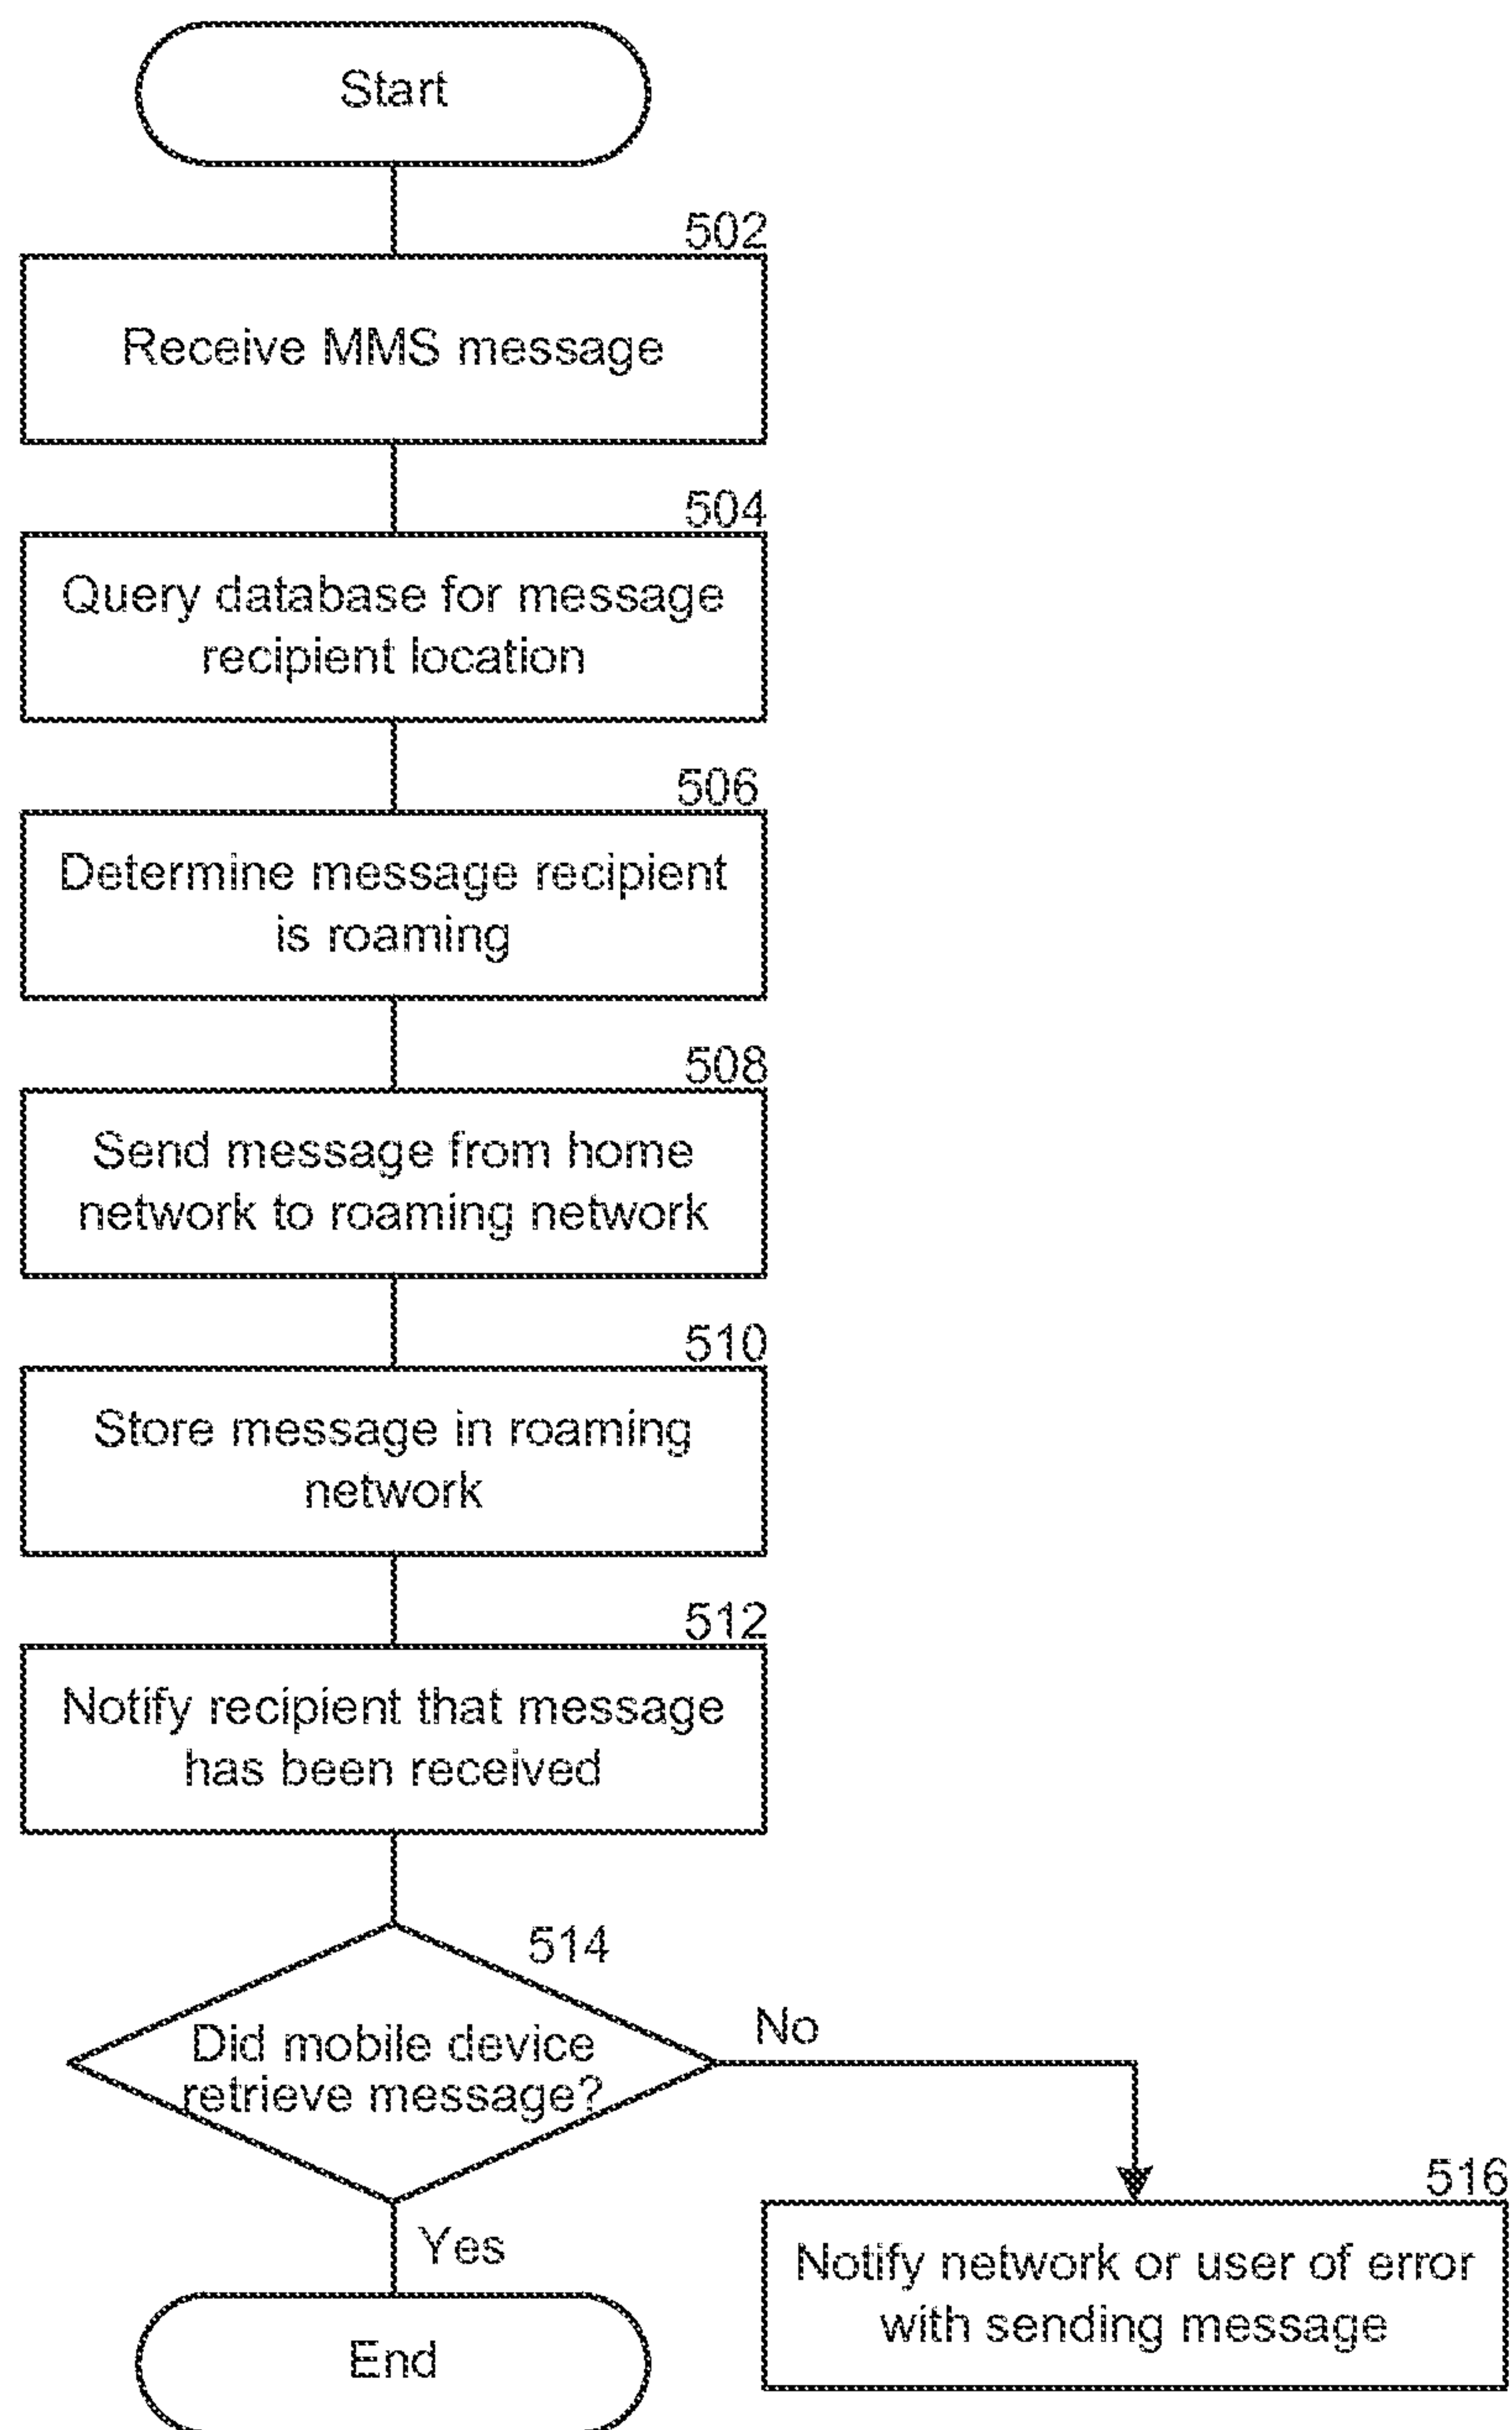 Start
502
Receive MMS message
504
Query database for message
recipient location
506
Determine message recipient
is roaming
508
Send message from home
network to roaming network
510
Store message in roaming
network
512
Notify recipient that message
has been received
514
Did mobile device
retrieve message?
No
516
Notify network or user of error
with sending message
Yes
End